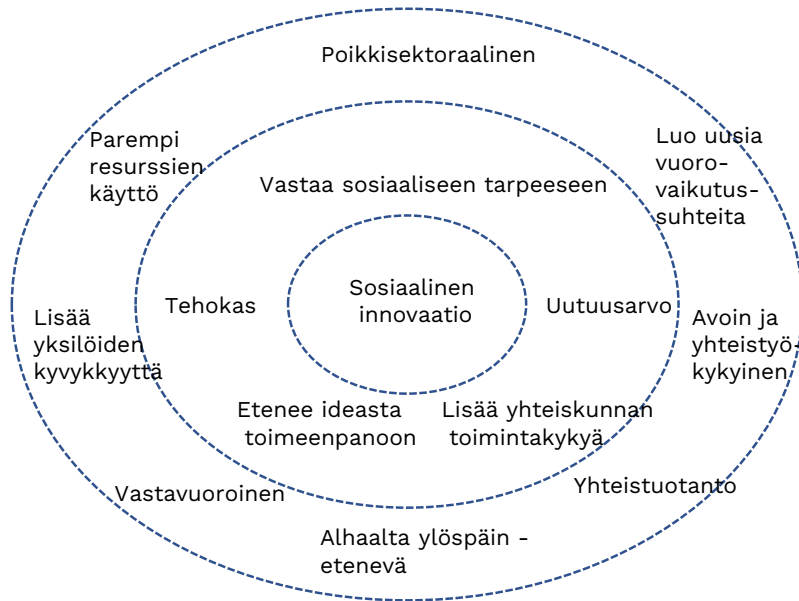 Poikkisektoraalinen
Parempi
resurssien
käyttö
Luo uusia
vuoro-
vaikutus-
suhteita
Vastaa sosiaaliseen tarpeeseen
Tehokas
Sosiaalinen
innovaatio
Uutuusarvo
Lisää
yksilöiden
kyvykkyyttä
Avoin ja
yhteistyö-
kykyinen
Etenee ideasta
toimeenpanoon
Lisää yhteiskunnan
toimintakykyä
Vastavuoroinen
Yhteistuotanto
Alhaalta ylöspäin -
etenevä